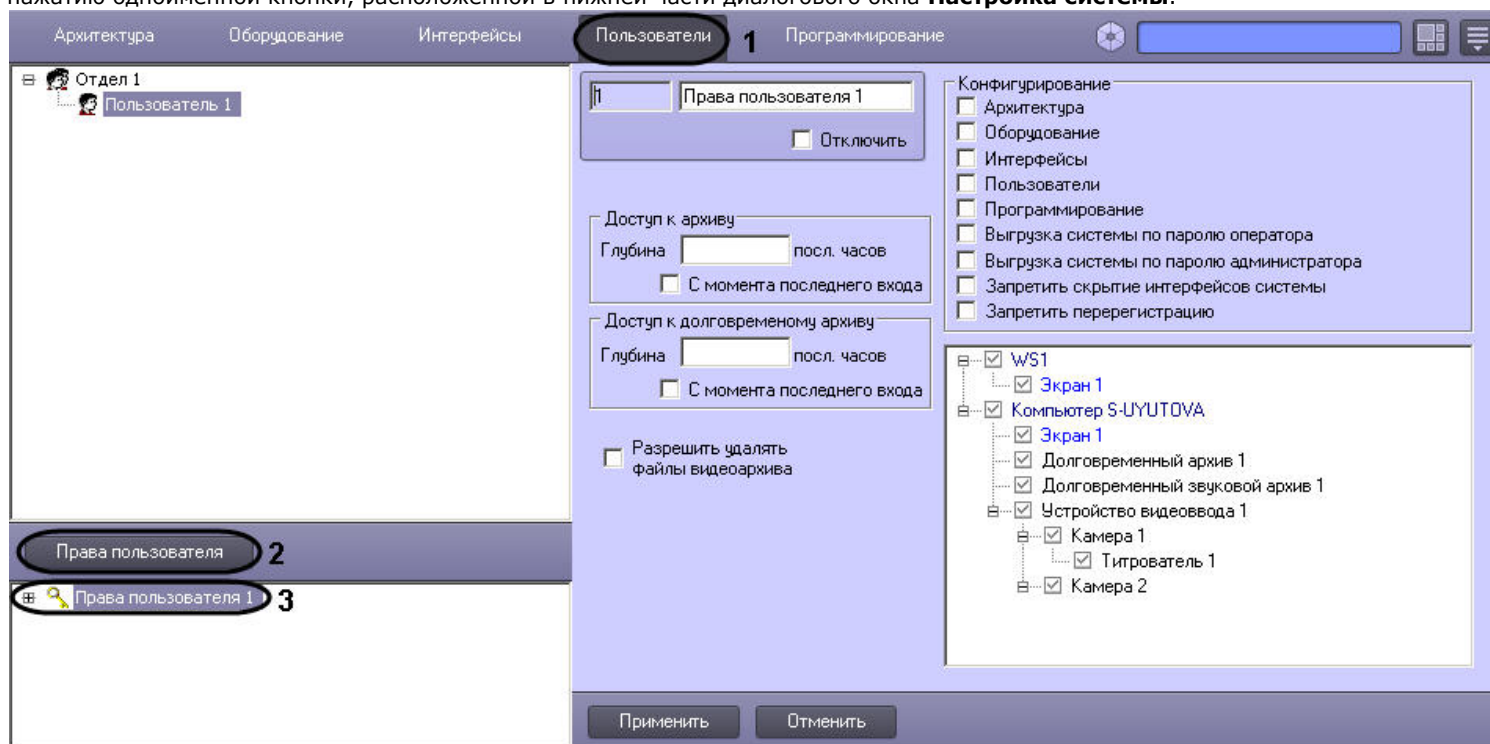 нажатию одноименной кнопки, расположенной в нижней части диалогового окна Настройка системы.
Архитектура Оборудование Интерфейсы Пользователи 1 Программирование
Отдел 1
Пользователь 1
Права пользователя
2
Права пользователя 1
3
1 Права пользователя 1
Отключить
Доступ к архиву
Глубина посл. часов
С момента последнего входа
Доступ к долговременому архиву
Глубина посл. часов
С момента последнего входа
Разрешить удалять
файлы видеоархива
Конфигурирование
Архитектура
Оборудование
Интерфейсы
Пользователи
Программирование
Выгрузка системы по паролю оператора
Выгрузка системы по паролю администратора
Запретить скрытие интерфейсов системы
Запретить перерегистрацию
WS1
Экран 1
Компьютер S-UYUTOVA
Экран 1
Долговременный архив 1
Долговременный звуковой архив 1
Устройство видеоввода 1
Камера 1
Титрователь 1
Камера 2
Применить Отменить